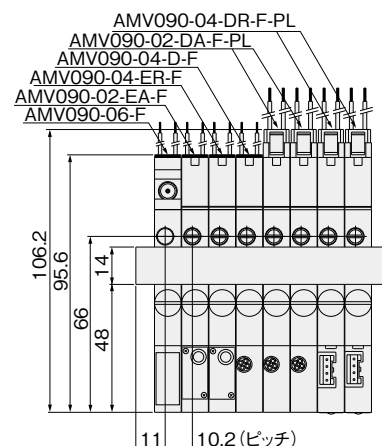 AMV090-04-DR-F-PL
AMV090-02-DA-F-PL
AMV090-04-D-F
AMV090-04-ER-F
AMV090-02-EA-F
AMV090-06-F
106.2
95.6
66
14
48
11
10.2(ピッチ)